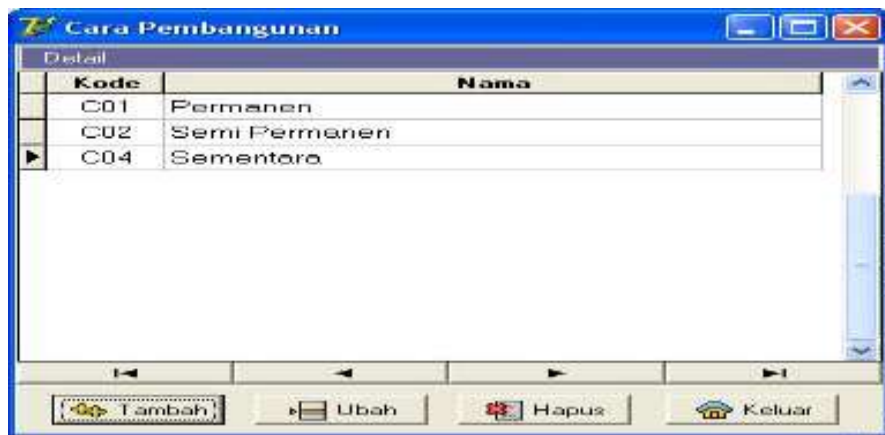 Cara Pembangunan
Detail
Kode Nama
C01 Permanen
C02 Semi Permanen
C04 Sementara
Tambah Ubah Hapus Keluar